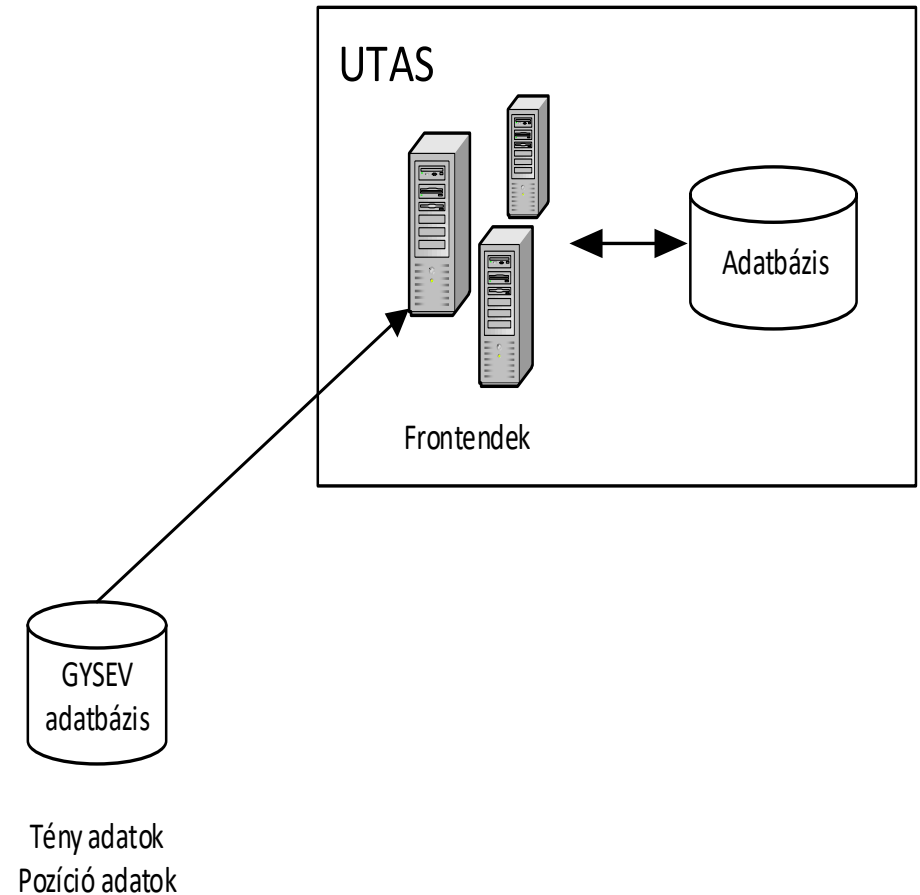 UTAS
Adatbázis
Frontendek
GYSEV
adatbázis
Tény adatok
Pozíció adatok